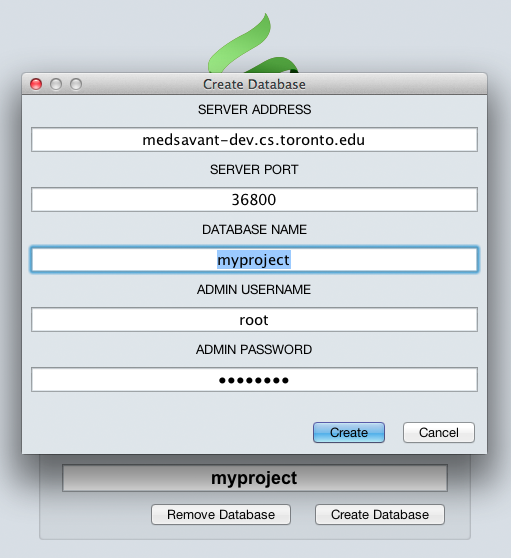 Create Database
SERVER ADDRESS
medsavant-dev.cs.toronto.edu
SERVER PORT
36800
DATABASE NAME
myproject
ADMIN USERNAME
root
ADMIN PASSWORD
••••••••
Create Cancel
myproject
Remove Database Create Database